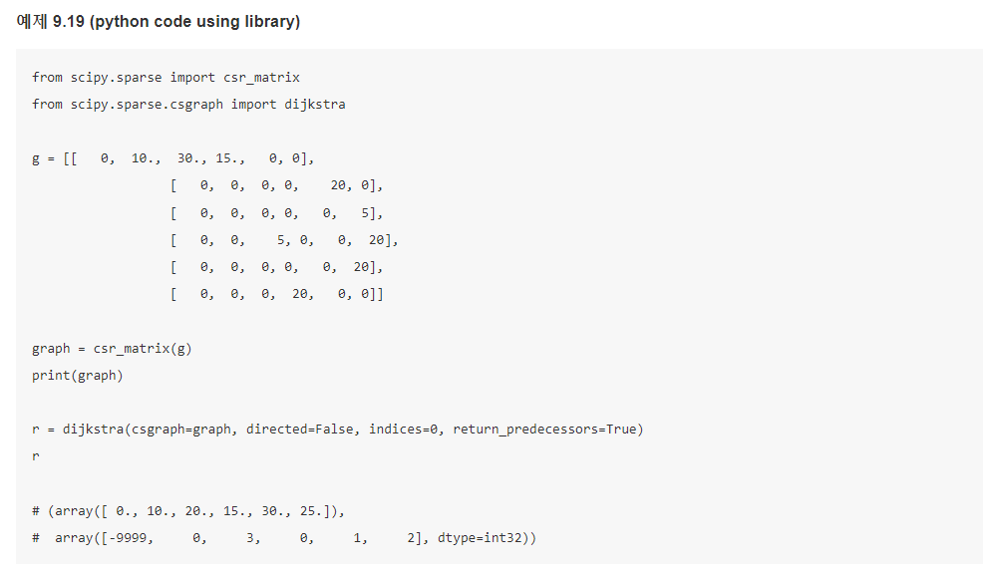 예제 9.19 (python code using library)
from scipy.sparse import csr_matrix
from scipy.sparse.csgraph import dijkstra
g = [[   0,  10.,  30., 15.,   0, 0],
                  [   0,  0,  0, 0,    20, 0],
                  [   0,  0,  0, 0,   0,   5],
                  [   0,  0,    5, 0,   0,  20],
                  [   0,  0,  0, 0,   0,  20],
                  [   0,  0,  0,  20,   0, 0]]
graph = csr_matrix(g)
print(graph)
r = dijkstra(csgraph=graph, directed=False, indices=0, return_predecessors=True)
r
# (array([ 0., 10., 20., 15., 30., 25.]),
#  array([-9999,     0,     3,     0,     1,     2], dtype=int32))